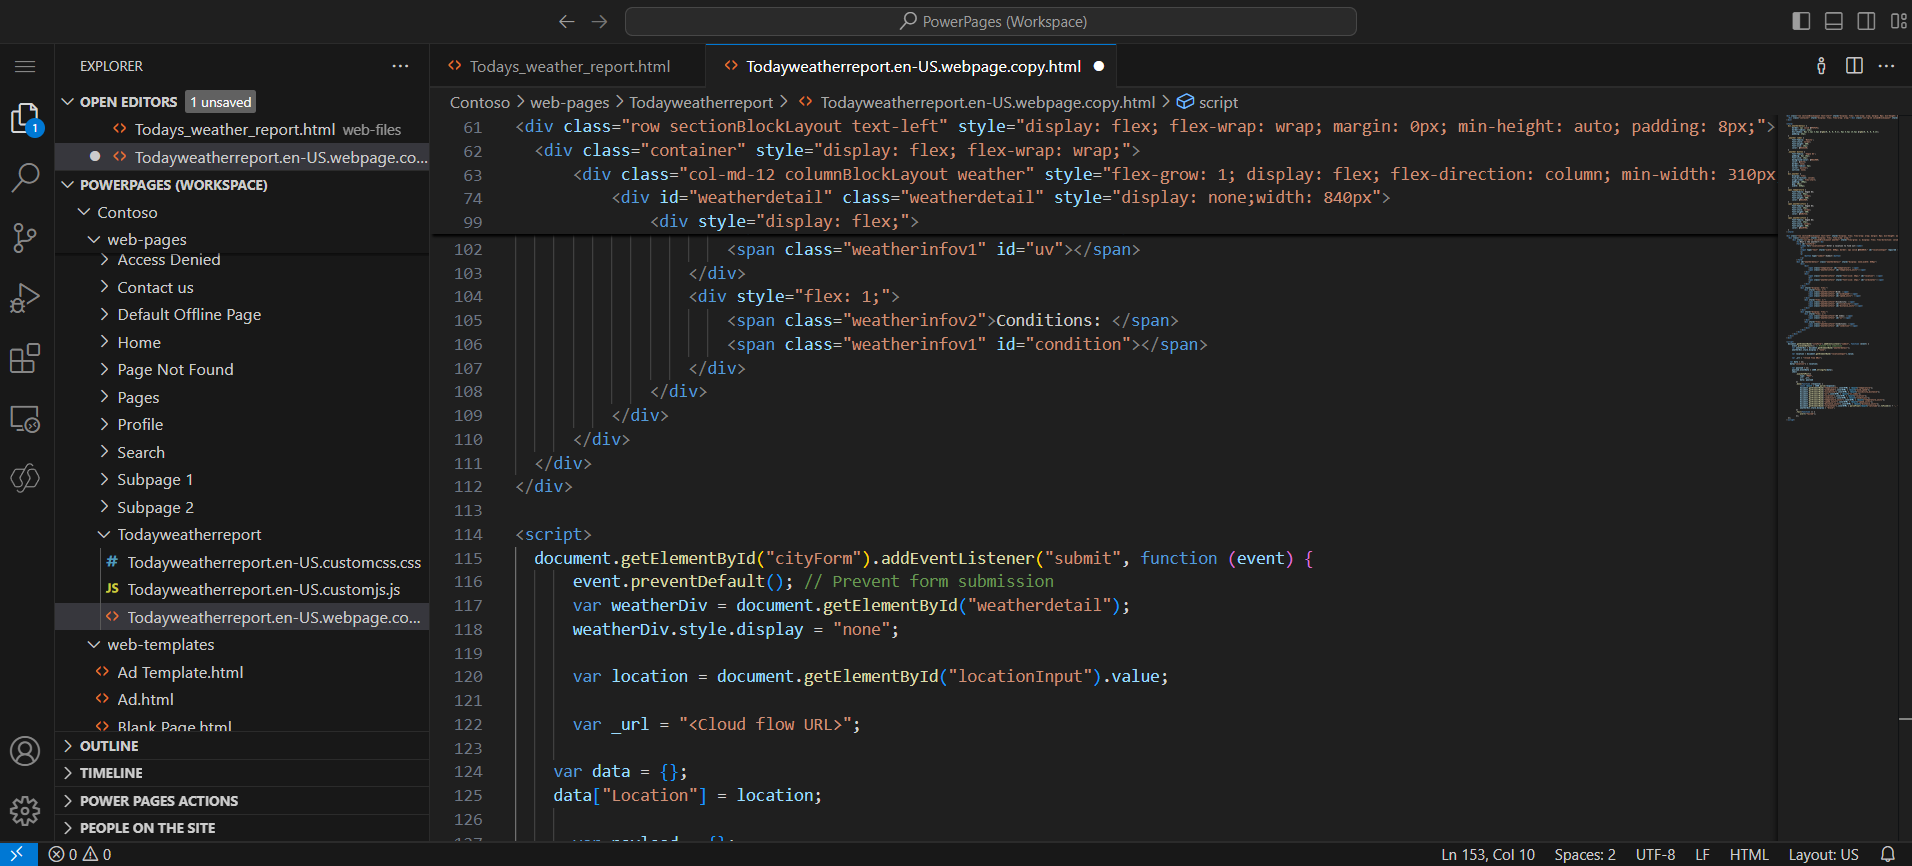 PowerPages (Workspace)
EXPLORER
OPEN EDITORS 1 unsaved
Todays_weather_report.html web-files
Todayweatherreport.en-US.webpage.co...
POWERPAGES (WORKSPACE)
Contoso
web-pages
Access Denied
Contact us
Default Offline Page
Home
Page Not Found
Pages
Profile
Search
Subpage 1
Subpage 2
Todayweatherreport
# Todayweatherreport.en-US.customcss.css
JS Todayweatherreport.en-US.customjs.js
Todayweatherreport.en-US.webpage.co...
web-templates
Ad Template.html
Ad.html
Blank Page.html
OUTLINE
TIMELINE
POWER PAGES ACTIONS
PEOPLE ON THE SITE
1
Todays_weather_report.html
Todayweatherreport.en-US.webpage.copy.html
Contoso > web-pages > Todayweatherreport > Todayweatherreport.en-US.webpage.copy.html > script
61 <div class="row sectionBlockLayout text-left" style="display: flex; flex-wrap: wrap; margin: 0px; min-height: auto; padding: 8px;">
62 <div class="container" style="display: flex; flex-wrap: wrap;">
63 <div class="col-md-12 columnBlockLayout weather" style="flex-grow: 1; display: flex; flex-direction: column; min-width: 310px
74 <div id="weatherdetail" class="weatherdetail" style="display: none;width: 840px">
99 <div style="display: flex;">
102 <span class="weatherinfov1" id="uv"></span>
103 </div>
104 <div style="flex: 1;">
105 <span class="weatherinfov2">Conditions: </span>
106 <span class="weatherinfov1" id="condition"></span>
107 </div>
108 </div>
109 </div>
110 </div>
111 </div>
112 </div>
113
114 <script>
115 document.getElementById("cityForm").addEventListener("submit", function (event) {
116 event.preventDefault(); // Prevent form submission
117 var weatherDiv = document.getElementById("weatherdetail");
118 weatherDiv.style.display = "none";
119
120 var location = document.getElementById("locationInput").value;
121
122 var _url = "<Cloud flow URL>";
123
124 var data = {};
125 data["Location"] = location;
126
127 var payload = {};
0 0
Ln 153, Col 10 Spaces: 2 UTF-8 LF HTML Layout: US